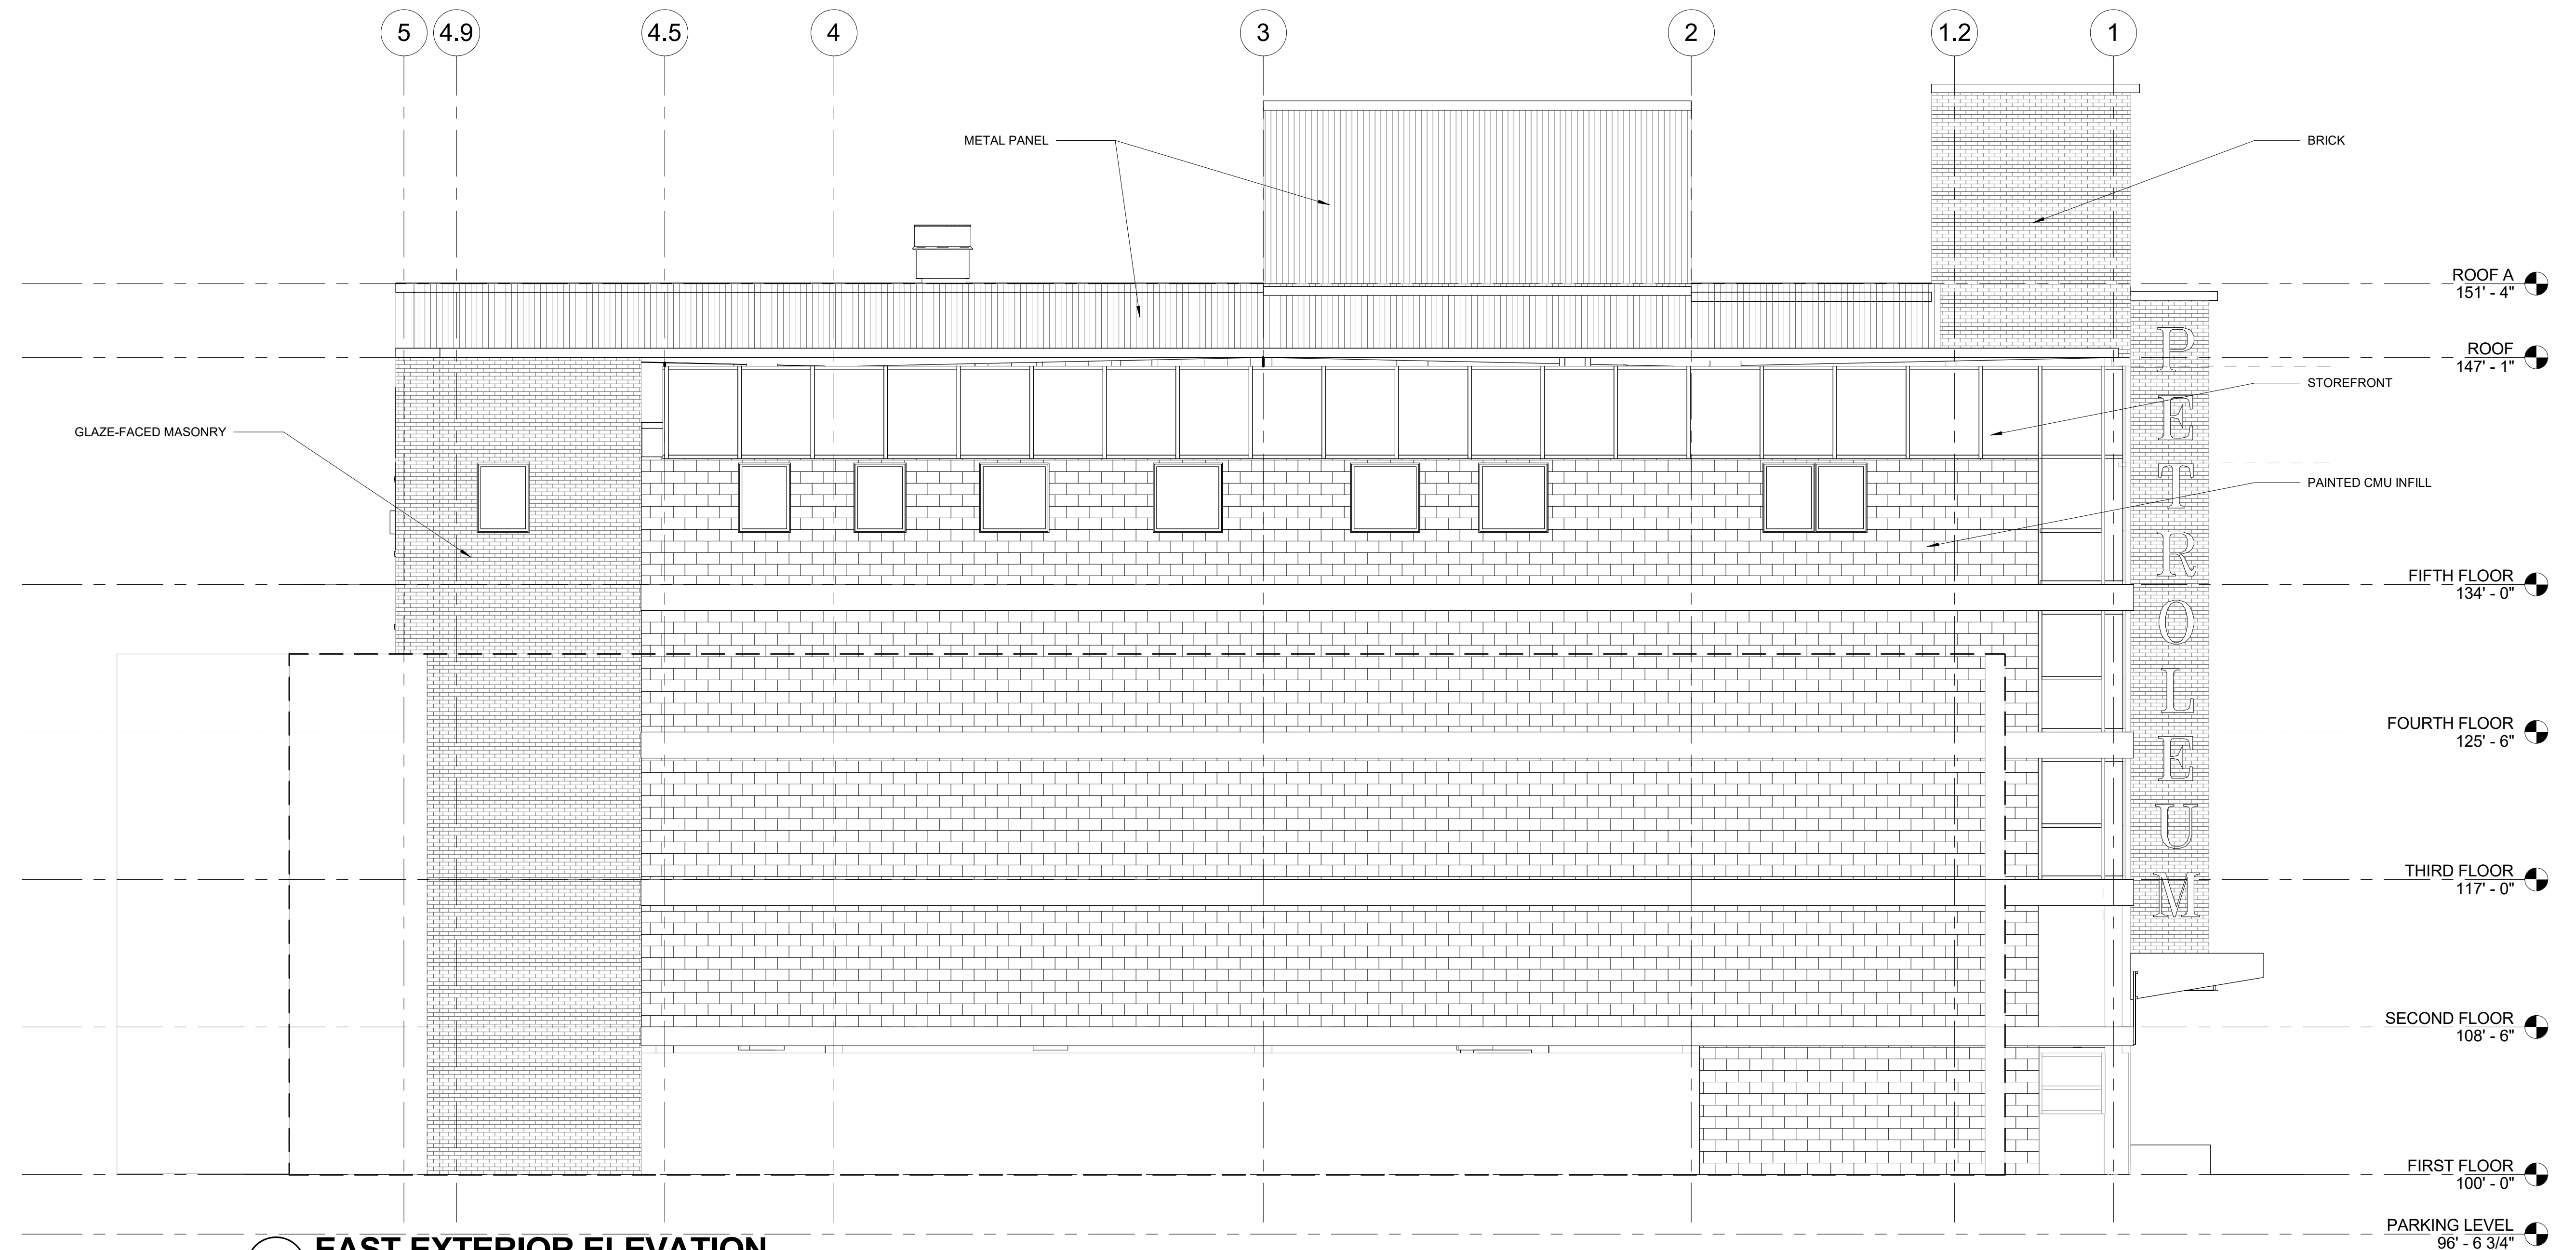 5
4.9
4.5
4
3
2
1.2
1
METAL PANEL
BRICK
ROOF A
151' - 4"
ROOF
147' - 1"
STOREFRONT
GLAZE-FACED MASONRY
PAINTED CMU INFILL
FIFTH FLOOR
134' - 0"
FOURTH FLOOR
125' - 6"
THIRD FLOOR
117' - 0"
SECOND FLOOR
108' - 6"
FIRST FLOOR
100' - 0"
PARKING LEVEL
96' - 6 3/4"
PETROLEUM
EAST EXTERIOR ELEVATION